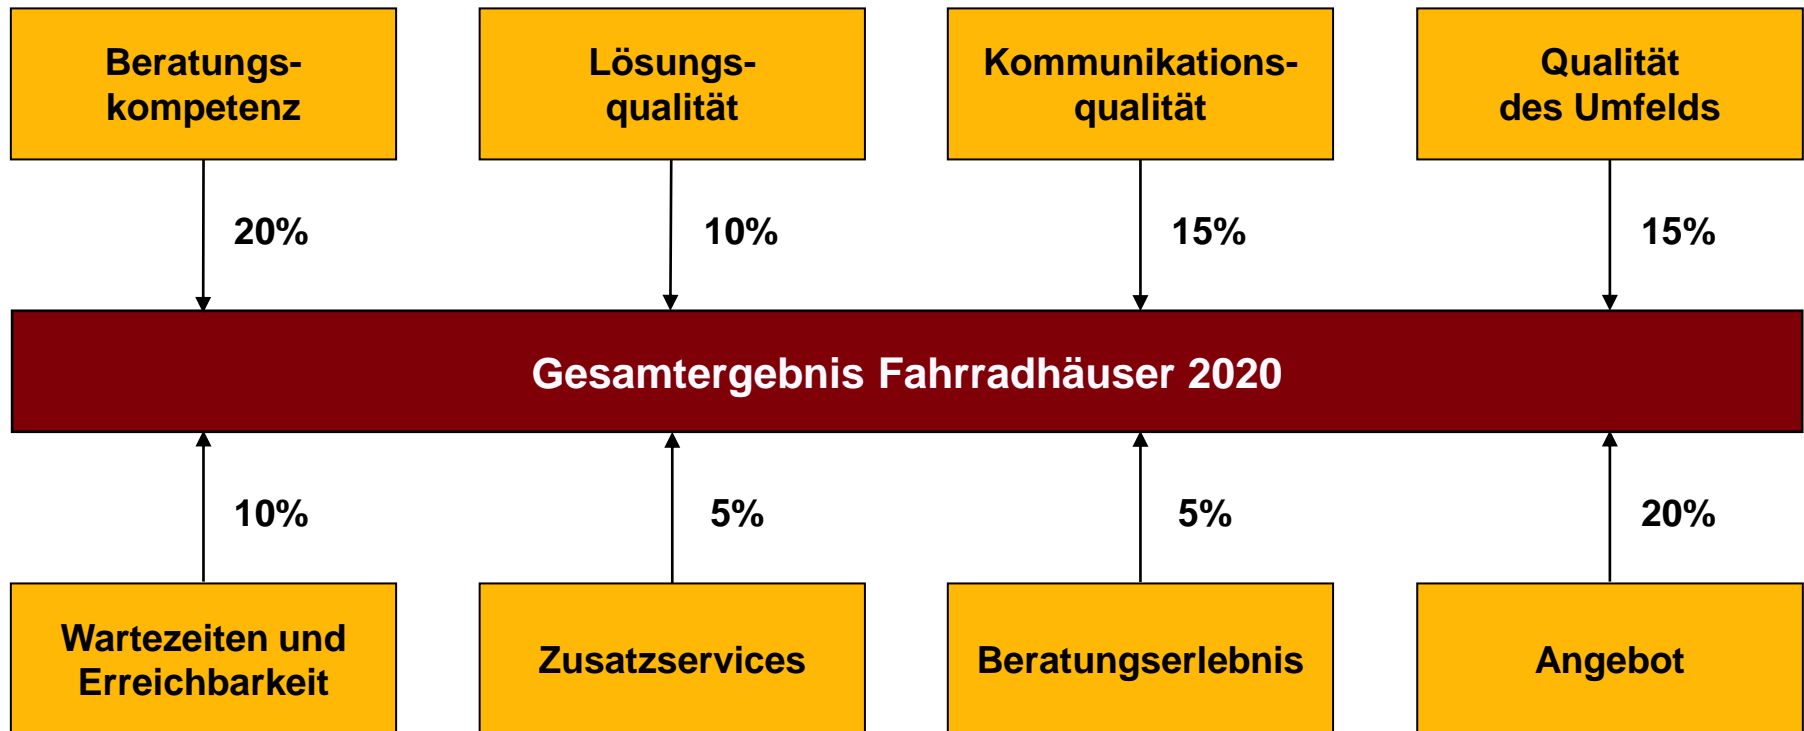 Beratungs-
kompetenz
Lösungs-
qualität
Kommunikations-
qualität
Qualität
des Umfelds
20%
10%
15%
15%
Gesamtergebnis Fahrradhäuser 2020
10%
5%
5%
20%
Wartezeiten und
Erreichbarkeit
Zusatzservices
Beratungserlebnis
Angebot